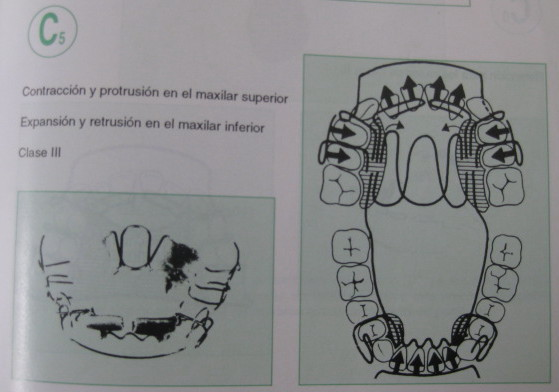 C5
Contracción y protrusión en el maxilar superior
Expansión y retrusión en el maxilar inferior
Clase III